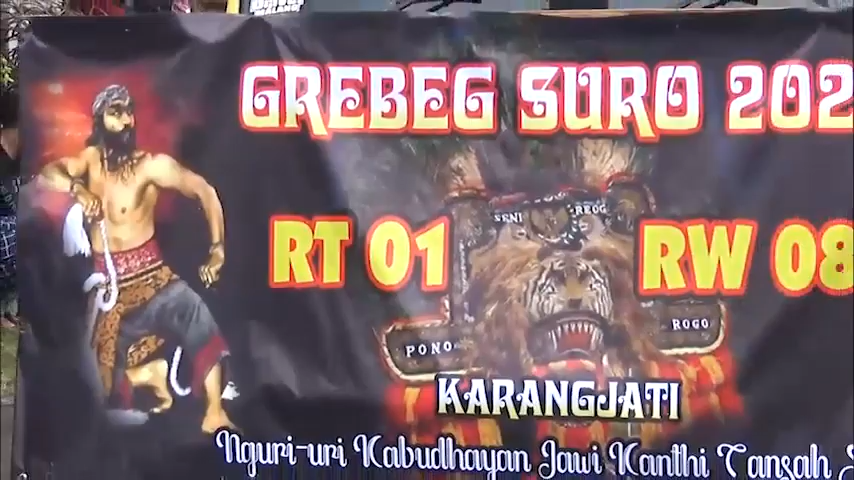 GREBEG SURO 202
SENI REOG
RT 01 RW 08
PONO ROGO
KARANGJATI
Nguri-uri Kabudhayan Jawi Kanthi Tansah